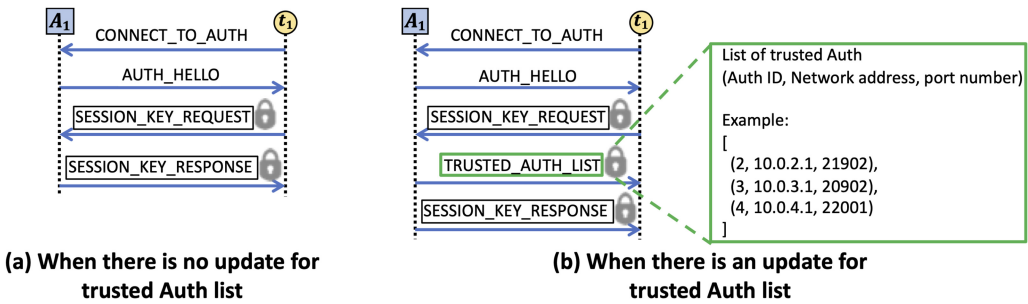 A1
t1
CONNECT_TO_AUTH
AUTH_HELLO
SESSION_KEY_REQUEST
SESSION_KEY_RESPONSE
(a) When there is no update for
trusted Auth list
A1
t1
CONNECT_TO_AUTH
AUTH_HELLO
SESSION_KEY_REQUEST
TRUSTED_AUTH_LIST
SESSION_KEY_RESPONSE
List of trusted Auth
(Auth ID, Network address, port number)
Example:
[
(2, 10.0.2.1, 21902),
(3, 10.0.3.1, 20902),
(4, 10.0.4.1, 22001)
]
(b) When there is an update for
trusted Auth list